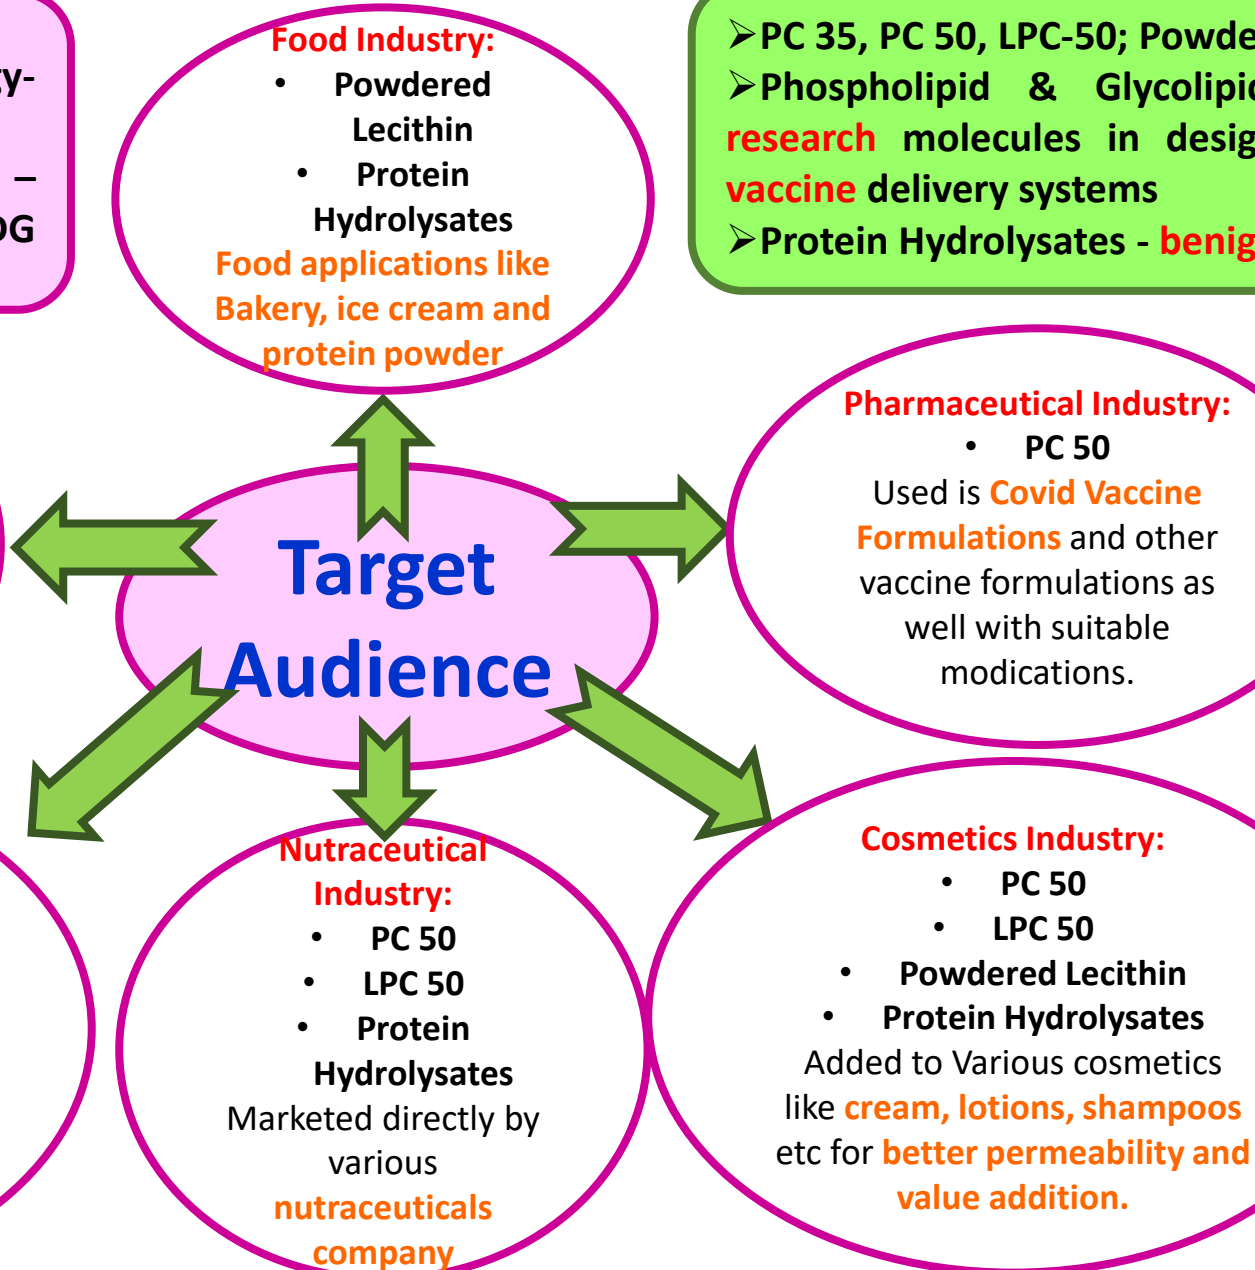 gy-
–
OG
Food Industry:
• Powdered
Lecithin
• Protein
Hydrolysates
Food applications like
Bakery, ice cream and
protein powder
➢PC 35, PC 50, LPC-50; Powde
➢Phospholipid & Glycolipid
research molecules in desig
vaccine delivery systems
➢Protein Hydrolysates - benig
Pharmaceutical Industry:
• PC 50
Used is Covid Vaccine
Formulations and other
vaccine formulations as
well with suitable
modications.
Target
Audience
Nutraceutical
Industry:
• PC 50
• LPC 50
• Protein
Hydrolysates
Marketed directly by
various
nutraceuticals
company
Cosmetics Industry:
• PC 50
• LPC 50
• Powdered Lecithin
• Protein Hydrolysates
Added to Various cosmetics
like cream, lotions, shampoos
etc for better permeability and
value addition.